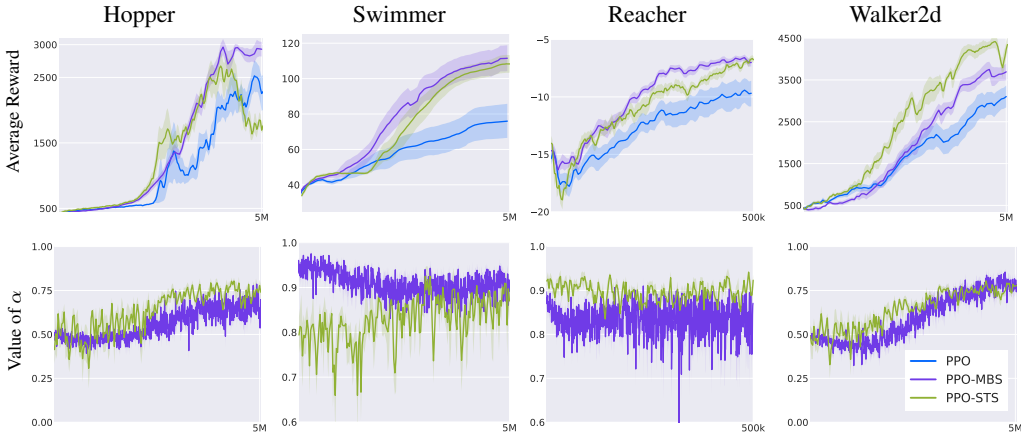 Hopper Swimmer Reacher Walker2d
Average Reward
3000
2500
1500
500
5M
120
100
80
60
40
5M
−5
−10
−15
−20
500k
4500
3500
2500
1500
500
5M
Value of α
1.00
0.75
0.50
0.25
0.00
5M
1.0
0.9
0.8
0.7
0.6
5M
1.0
0.9
0.8
0.7
0.6
500k
1.00
0.75
0.50
0.25
0.00
5M
PPO
PPO-MBS
PPO-STS